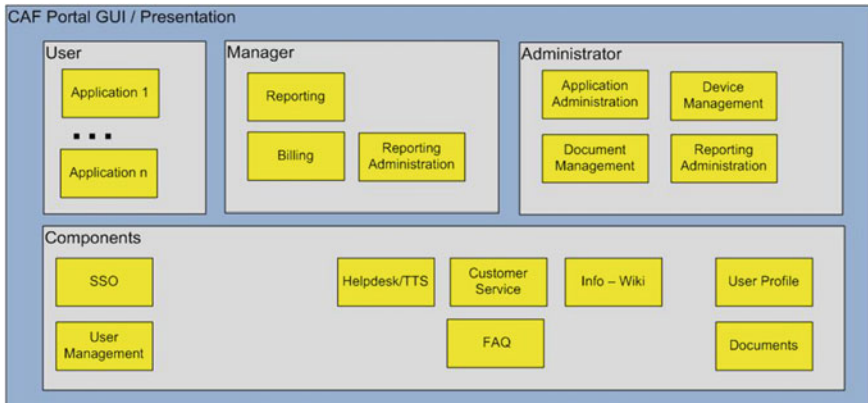 CAF Portal GUI / Presentation
User
Application 1
...
Application n
Manager
Reporting
Billing
Reporting
Administration
Administrator
Application
Administration
Device
Management
Document
Management
Reporting
Administration
Components
SSO
Helpdesk/TTS
Customer
Service
Info – Wiki
User Profile
User
Management
FAQ
Documents